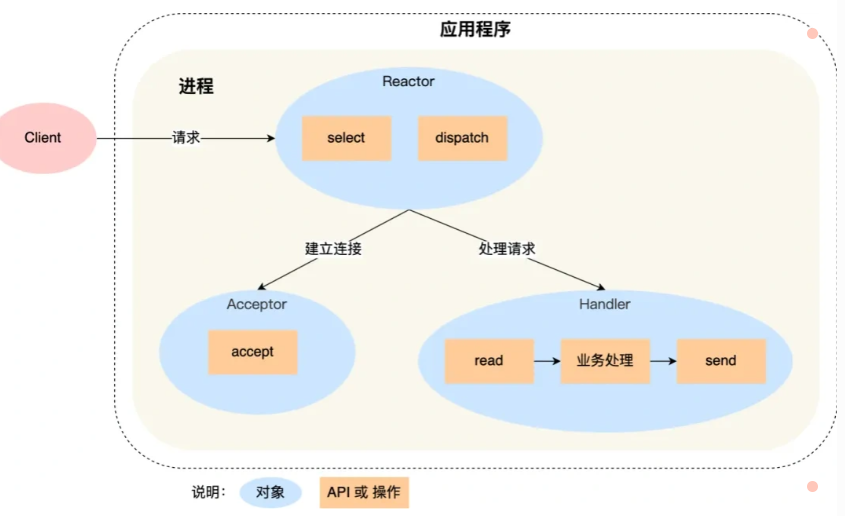 应用程序
进程
Reactor
Client
请求
select
dispatch
建立连接
处理请求
Acceptor
Handler
accept
read
业务处理
send
说明：
对象
API 或 操作